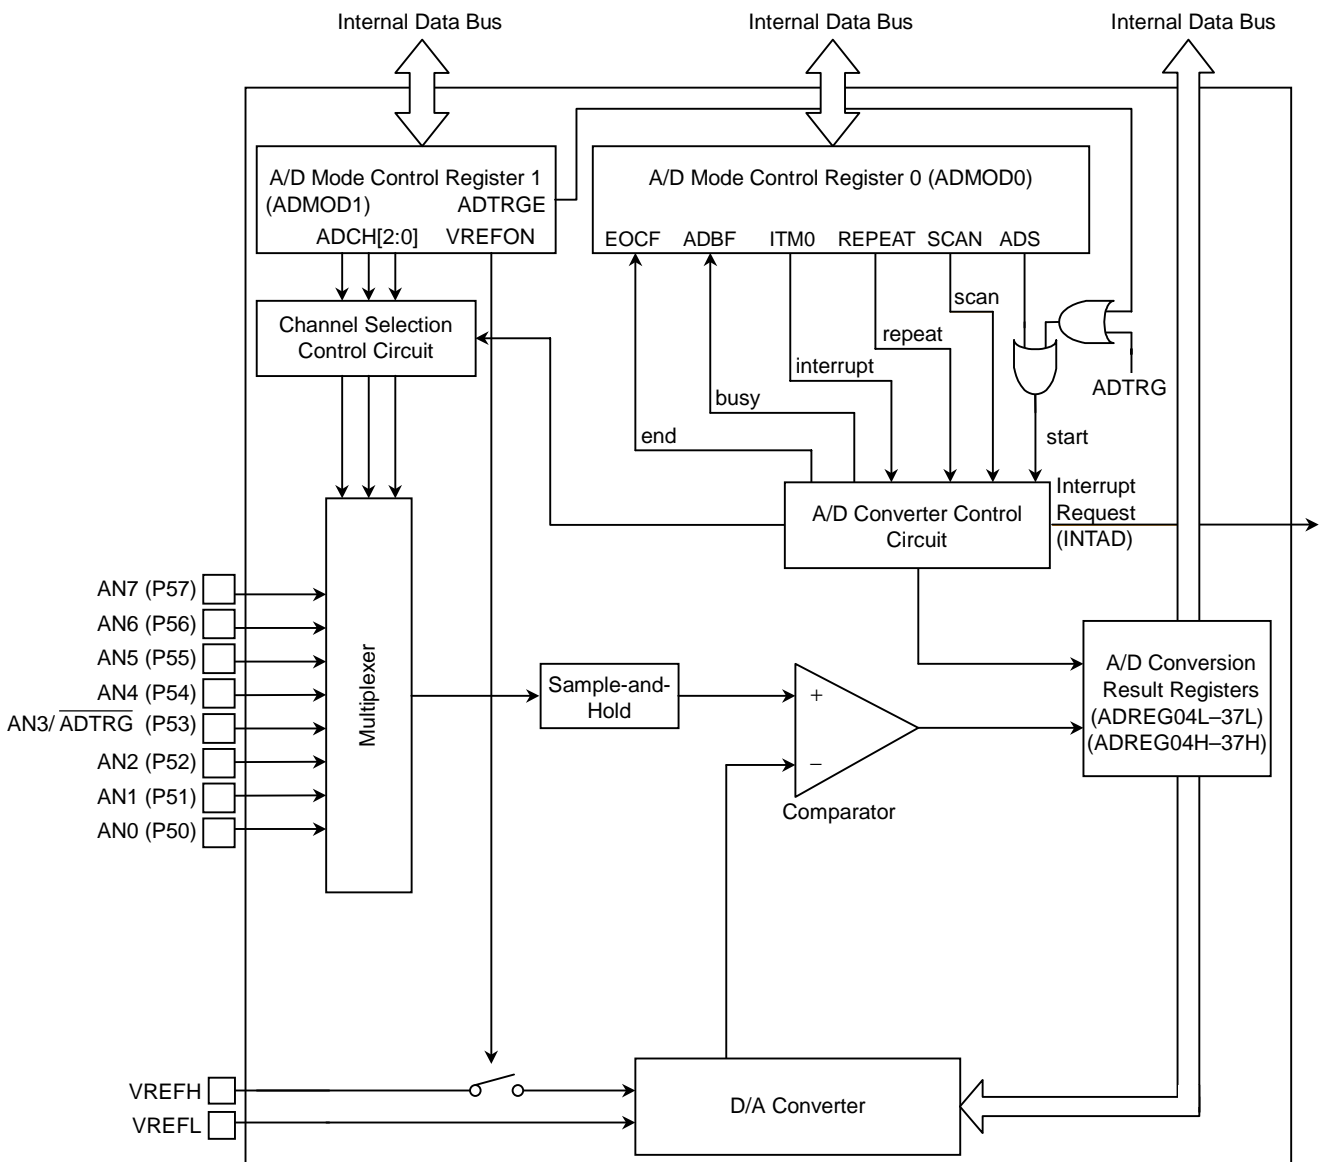 Internal Data Bus
Internal Data Bus
Internal Data Bus
A/D Mode Control Register 1
(ADMOD1) ADTRGE
ADCH[2:0] VREFON
A/D Mode Control Register 0 (ADMOD0)
EOCF ADBF ITM0 REPEAT SCAN ADS
Channel Selection
Control Circuit
scan
repeat
interrupt
busy
end
ADTRG
start
A/D Converter Control
Circuit
Interrupt
Request
(INTAD)
AN7 (P57)
AN6 (P56)
AN5 (P55)
AN4 (P54)
AN3/ADTRG (P53)
AN2 (P52)
AN1 (P51)
AN0 (P50)
Multiplexer
Sample-and-
Hold
+
−
Comparator
A/D Conversion
Result Registers
(ADREG04L–37L)
(ADREG04H–37H)
VREFH
VREFL
D/A Converter